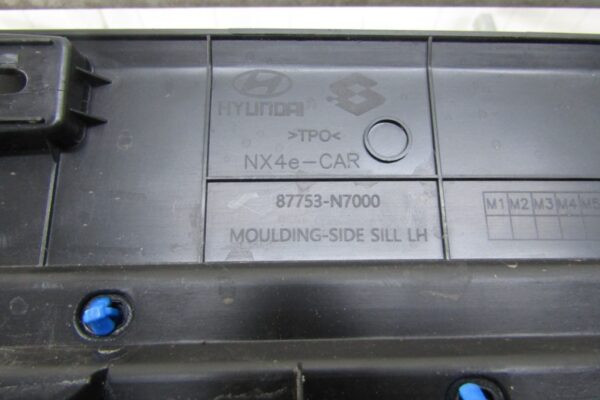 HYUNDAI
>TPO<
NX4e-CAR
87753-N7000
MOULDING-SIDE SILL LH
M1 M2 M3 M4 M5